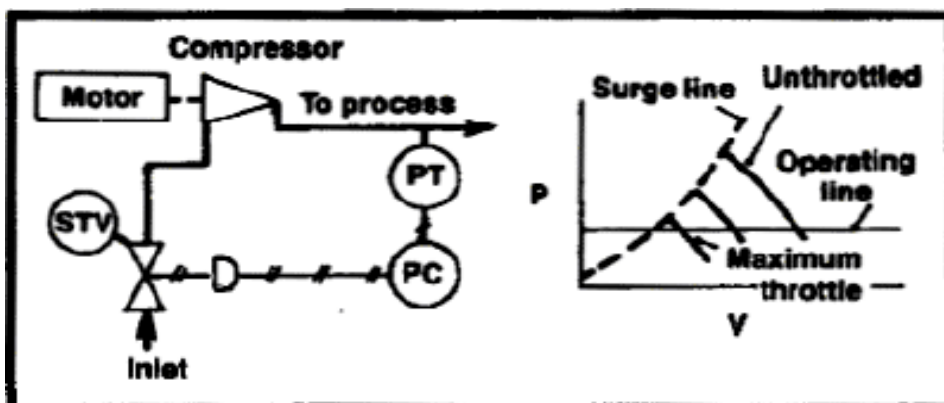 Compressor
Motor
To process
PT
STV
PC
Inlet
Surge line
Unthrottled
Operating
line
P
Maximum
throttle
V